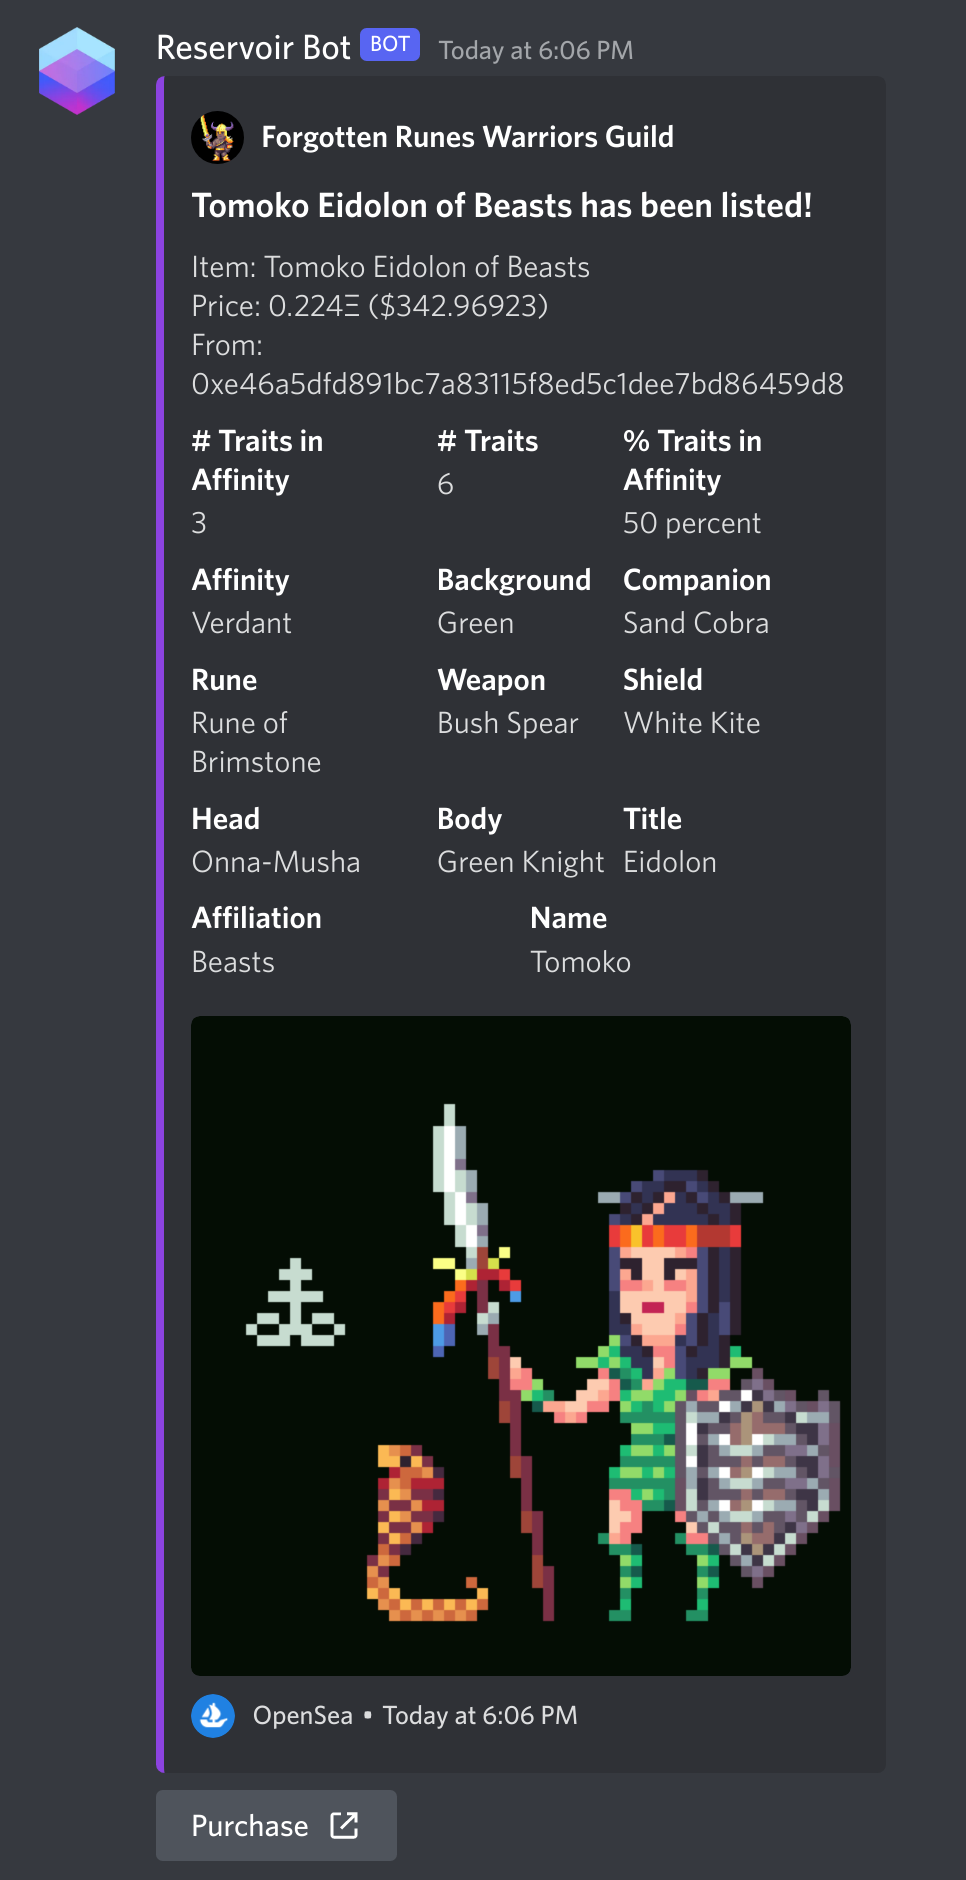 Reservoir Bot BOT Today at 6:06 PM
Forgotten Runes Warriors Guild
Tomoko Eidolon of Beasts has been listed!
Item: Tomoko Eidolon of Beasts
Price: 0.224Ξ ($342.96923)
From:
0xe46a5dfd891bc7a83115f8ed5c1dee7bd86459d8
# Traits in Affinity
3
# Traits
6
% Traits in Affinity
50 percent
Affinity
Verdant
Background
Green
Companion
Sand Cobra
Rune
Rune of Brimstone
Weapon
Bush Spear
Shield
White Kite
Head
Onna-Musha
Body
Green Knight
Title
Eidolon
Affiliation
Beasts
Name
Tomoko
OpenSea • Today at 6:06 PM
Purchase